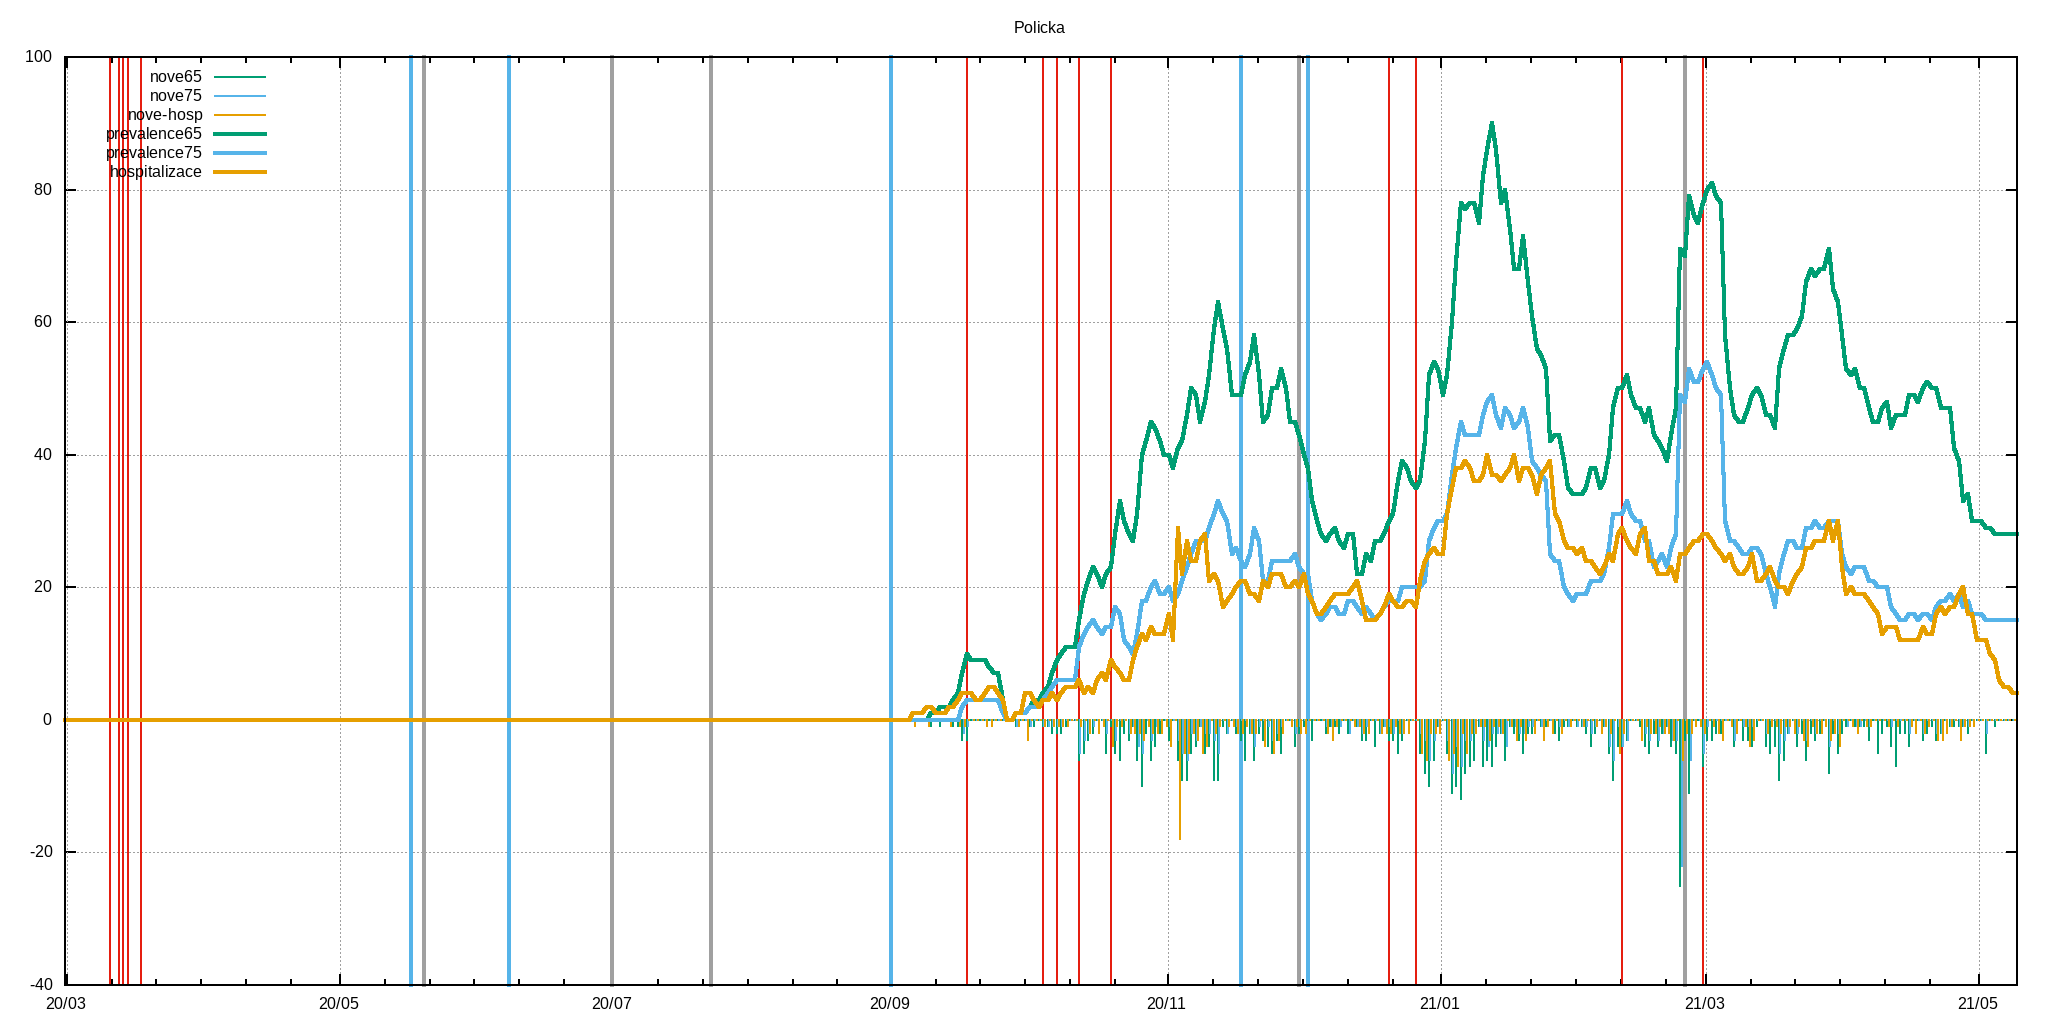 Policka
100
80
60
40
20
0
-20
-40
nove65
nove75
nove-hosp
prevalence65
prevalence75
hospitalizace
20/03 20/05 20/07 20/09 20/11 21/01 21/03 21/05